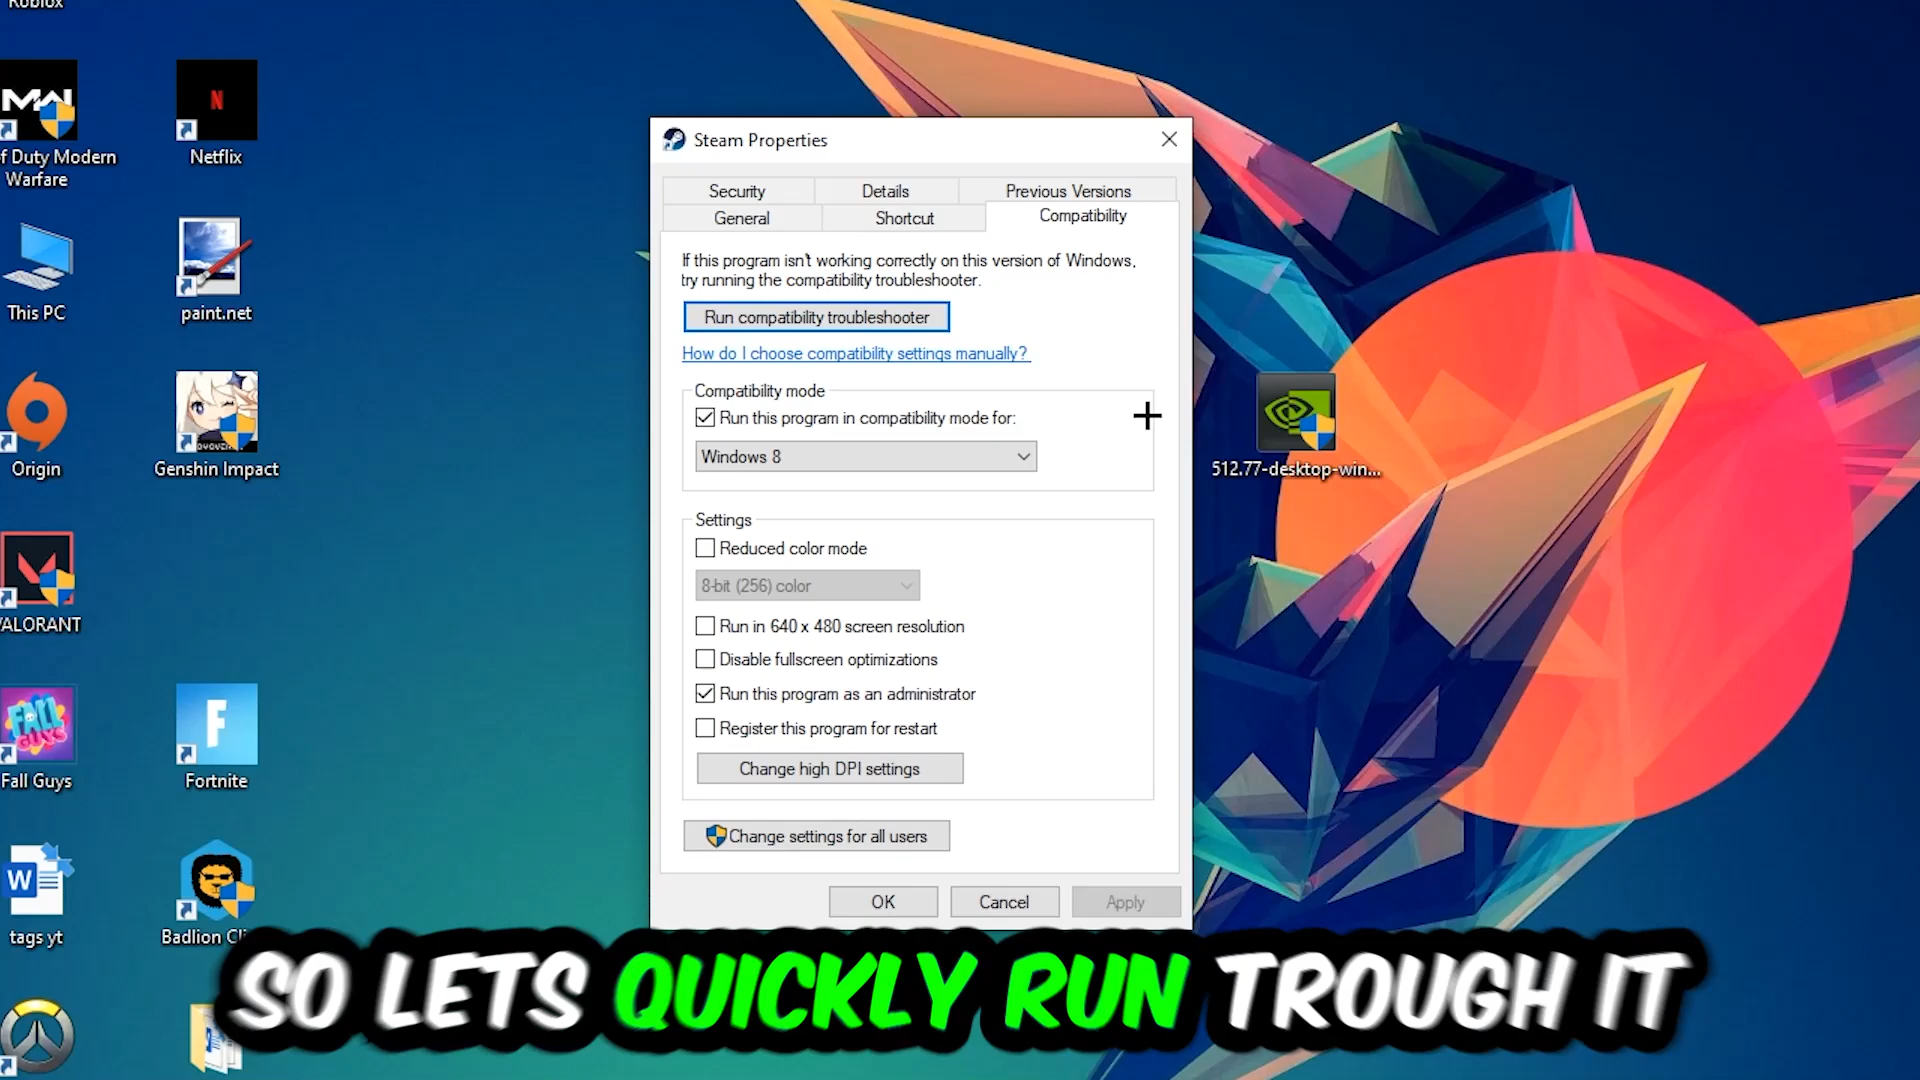 Roblox
MW
f Duty Modern
Warfare
N
Netflix
This PC
paint.net
Origin
Genshin Impact
VALORANT
FALL
GUYS
Fall Guys
F
Fortnite
W
tags yt
Badlion Cli
Steam Properties
Security
Details
Previous Versions
General
Shortcut
Compatibility
If this program isn't working correctly on this version of Windows,
try running the compatibility troubleshooter.
Run compatibility troubleshooter
How do I choose compatibility settings manually?
Compatibility mode
Run this program in compatibility mode for:
Windows 8
Settings
Reduced color mode
8-bit (256) color
Run in 640 x 480 screen resolution
Disable fullscreen optimizations
Run this program as an administrator
Register this program for restart
Change high DPI settings
Change settings for all users
OK
Cancel
Apply
512.77-desktop-win...
SO LETS QUICKLY RUN TROUGH IT